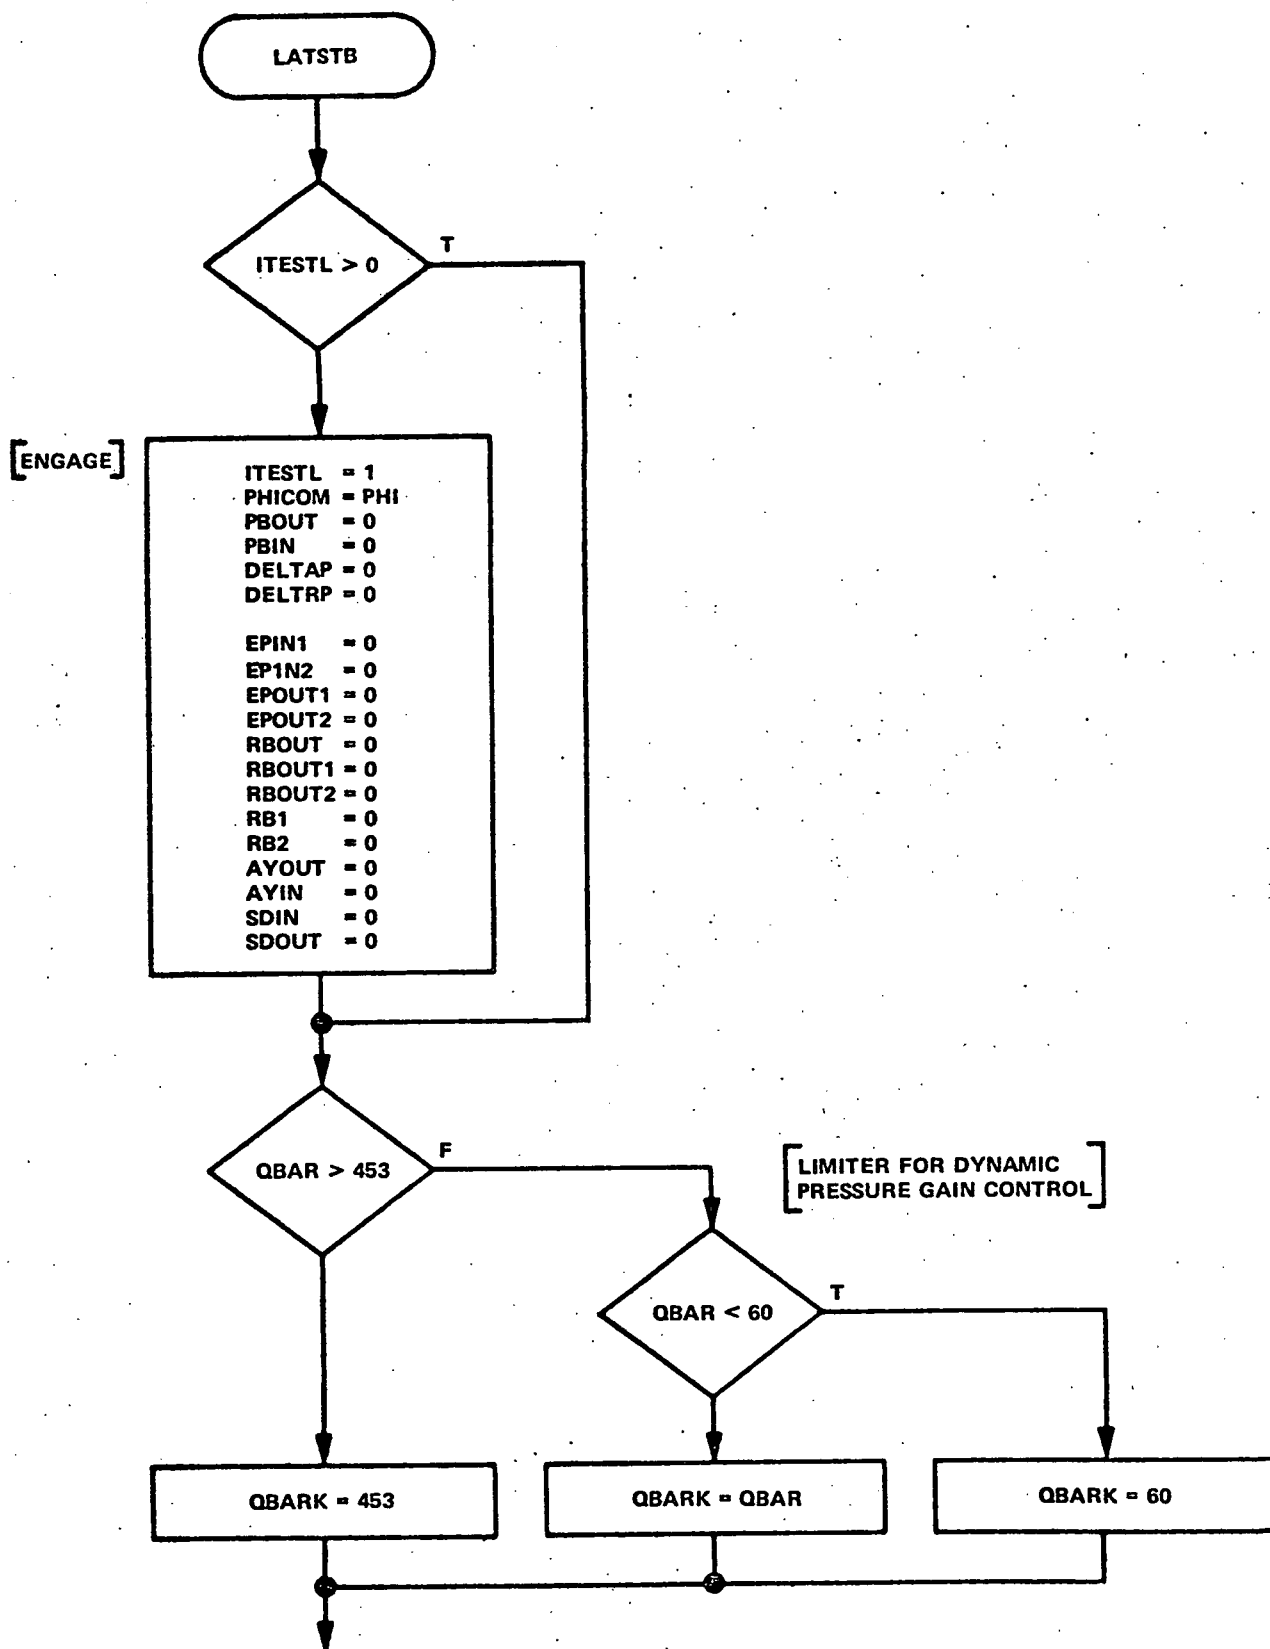 LATSTB
ITESTL > 0
T
[ENGAGE]
ITESTL = 1
PHICOM = PHI
PBOUT = 0
PBIN = 0
DELTAP = 0
DELTRP = 0
EPIN1 = 0
EP1N2 = 0
EPOUT1 = 0
EPOUT2 = 0
RBOUT = 0
RBOUT1 = 0
RBOUT2 = 0
RB1 = 0
RB2 = 0
AYOUT = 0
AYIN = 0
SDIN = 0
SDOUT = 0
QBAR > 453
F
[LIMITER FOR DYNAMIC
PRESSURE GAIN CONTROL]
QBAR < 60
T
QBARK = 453
QBARK = QBAR
QBARK = 60